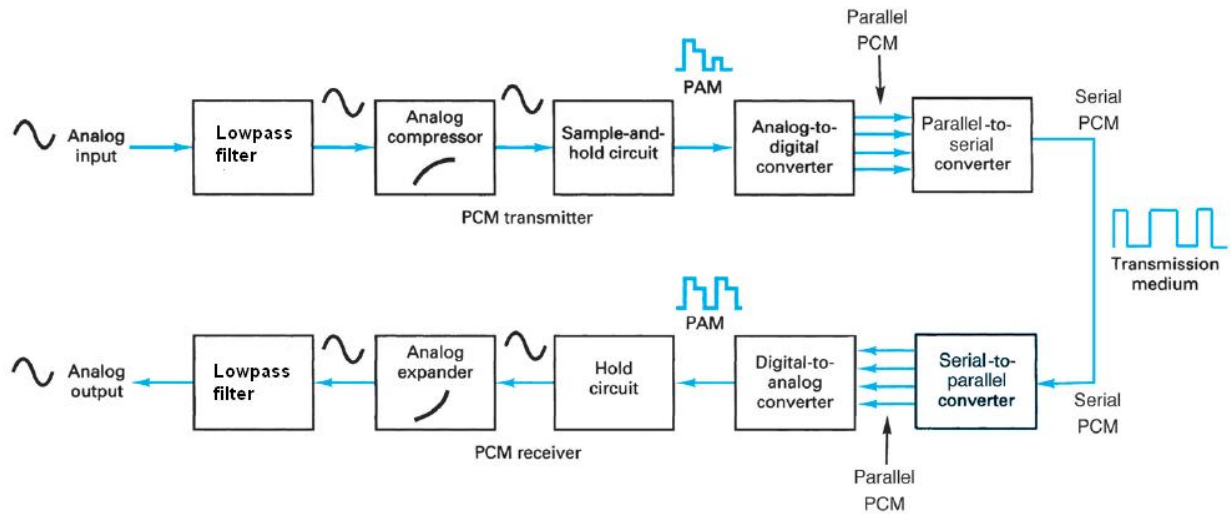 Parallel
PCM
PAM
Serial
PCM
Analog
input
Lowpass
filter
Analog
compressor
Sample-and-
hold circuit
Analog-to-
digital
converter
Parallel-to-
serial
converter
PCM transmitter
Transmission
medium
PAM
Analog
output
Lowpass
filter
Analog
expander
Hold
circuit
Digital-to-
analog
converter
Serial-to-
parallel
converter
Serial
PCM
PCM receiver
Parallel
PCM